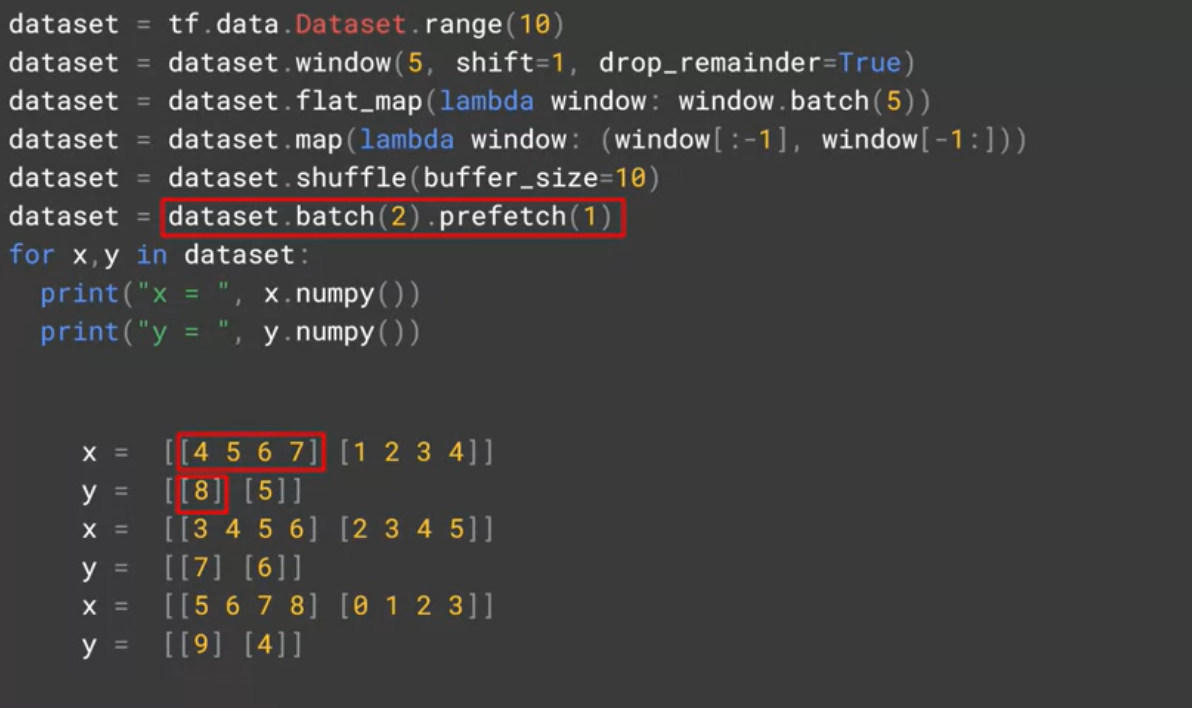 dataset = tf.data.Dataset.range(10)
dataset = dataset.window(5, shift=1, drop_remainder=True)
dataset = dataset.flat_map(lambda window: window.batch(5))
dataset = dataset.map(lambda window: (window[:-1], window[-1:]))
dataset = dataset.shuffle(buffer_size=10)
dataset = dataset.batch(2).prefetch(1)
for x,y in dataset:
  print("x = ", x.numpy())
  print("y = ", y.numpy())
x = [[4 5 6 7] [1 2 3 4]]
y = [[8] [5]]
x = [[3 4 5 6] [2 3 4 5]]
y = [[7] [6]]
x = [[5 6 7 8] [0 1 2 3]]
y = [[9] [4]]